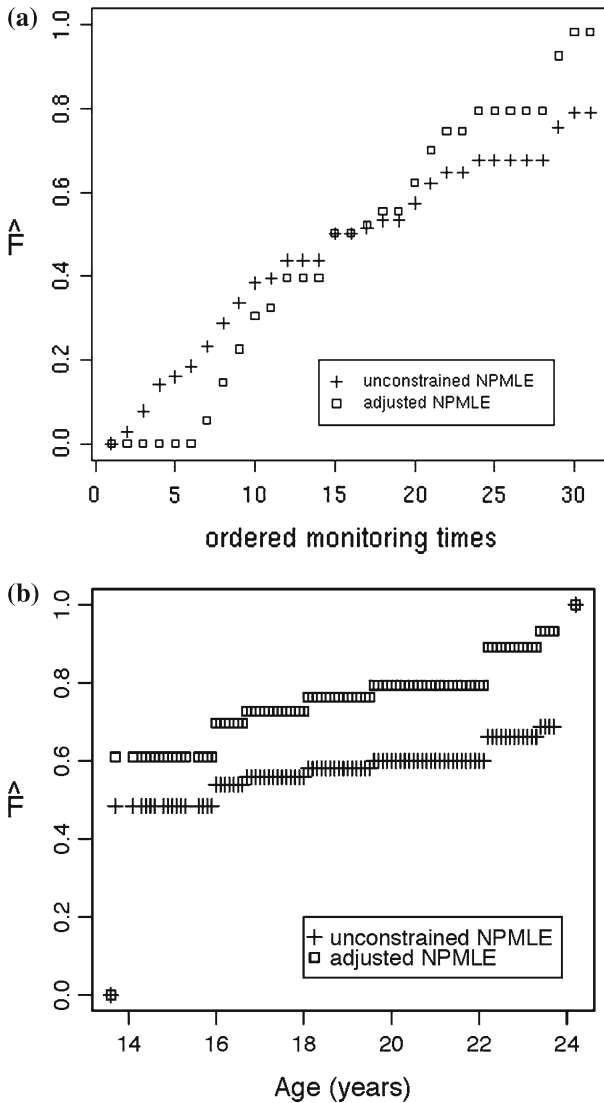 (a)
1.0
0.8
0.6
0.4
0.2
0.0
F̂
+ unconstrained NPMLE
□ adjusted NPMLE
0 5 10 15 20 25 30
ordered monitoring times
(b)
1.0
0.8
0.6
0.4
0.2
0.0
F̂
+ unconstrained NPMLE
□ adjusted NPMLE
14 16 18 20 22 24
Age (years)